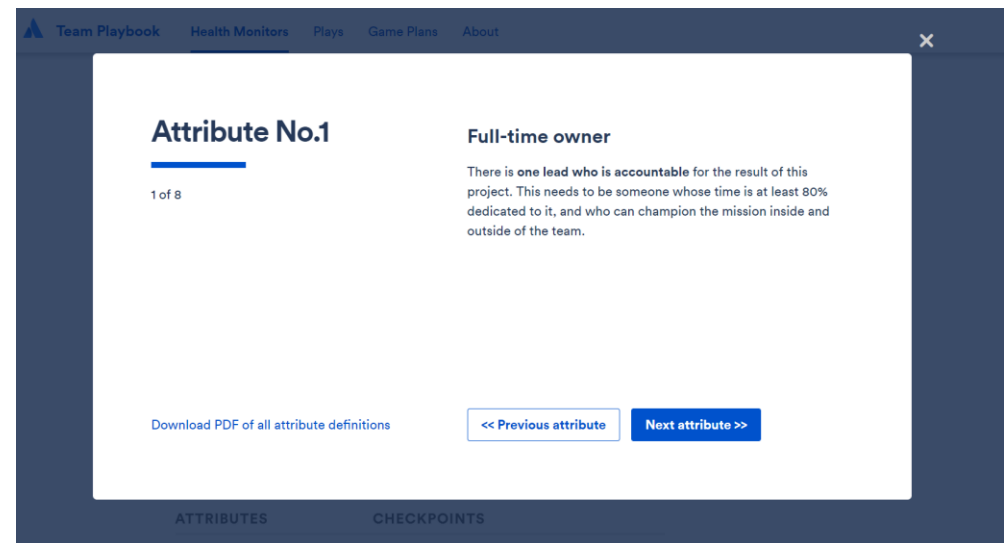 Team Playbook Health Monitors Plays Game Plans About
×
Attribute No.1
1 of 8
Full-time owner
There is one lead who is accountable for the result of this
project. This needs to be someone whose time is at least 80%
dedicated to it, and who can champion the mission inside and
outside of the team.
Download PDF of all attribute definitions
<< Previous attribute
Next attribute >>
ATTRIBUTES CHECKPOINTS